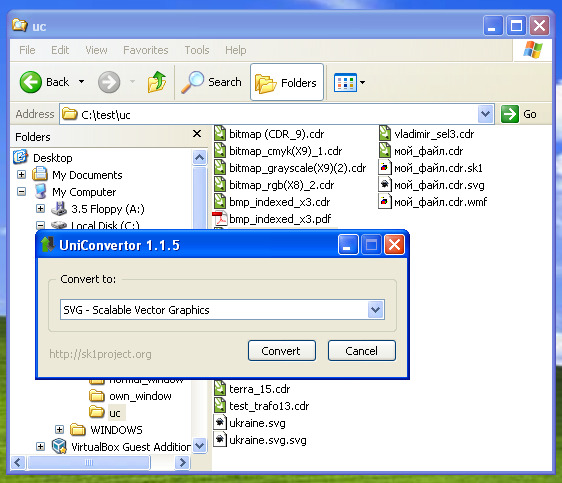 uc
File Edit View Favorites Tools Help
Back Search Folders
Address C:\test\uc Go
Folders
Desktop
My Documents
My Computer
3.5 Floppy (A:)
Local Disk (C:)
bitmap (CDR_9).cdr
bitmap_cmyk(X9)_1.cdr
bitmap_grayscale(X9)(2).cdr
bitmap_rgb(X8)_2.cdr
bmp_indexed_x3.cdr
bmp_indexed_x3.pdf
vladimir_sel3.cdr
мой_файл.cdr
мой_файл.cdr.sk1
мой_файл.cdr.svg
мой_файл.cdr.wmf
UniConvertor 1.1.5
Convert to:
SVG - Scalable Vector Graphics
http://sk1project.org
Convert Cancel
normal_window
own_window
uc
WINDOWS
VirtualBox Guest Addition
terra_15.cdr
test_trafo13.cdr
ukraine.svg
ukraine.svg.svg